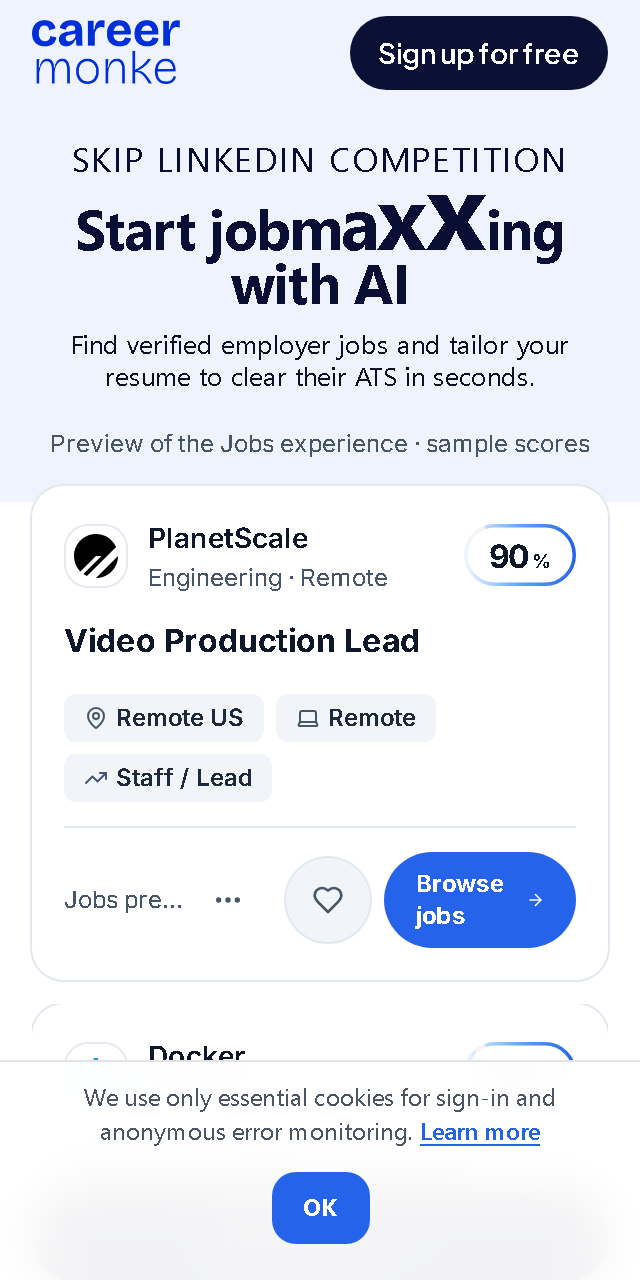 career
monke
Sign up for free
SKIP LINKEDIN COMPETITION
Start jobmaxXing
with AI
Find verified employer jobs and tailor your
resume to clear their ATS in seconds.
Preview of the Jobs experience · sample scores
PlanetScale
Engineering · Remote
90%
Video Production Lead
Remote US
Remote
Staff / Lead
Jobs pre...
Browse
jobs
Docker
We use only essential cookies for sign-in and
anonymous error monitoring. Learn more
OK